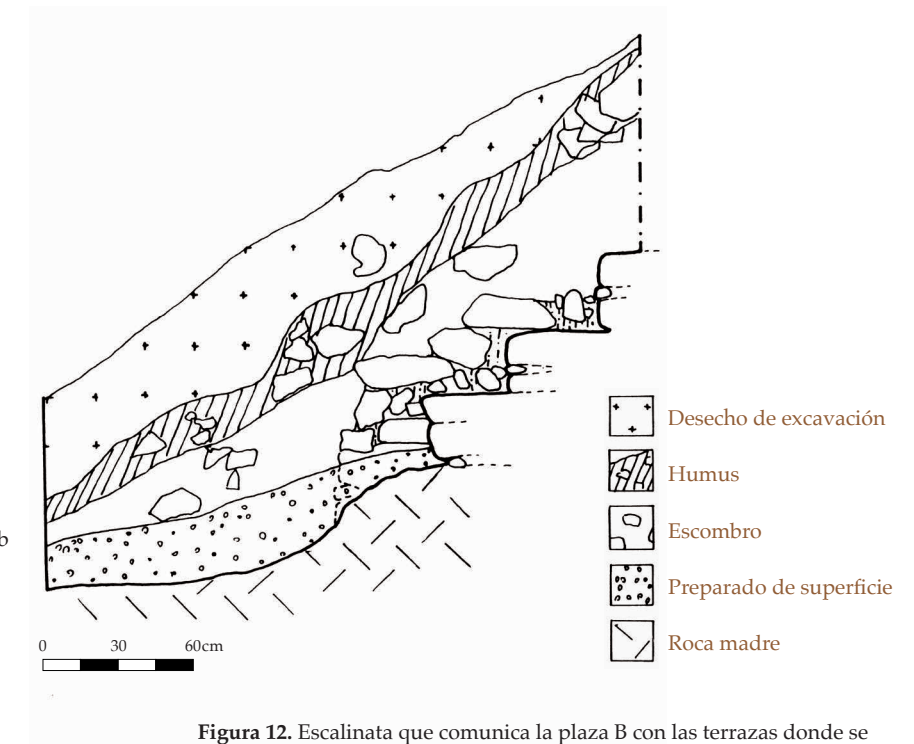 Desecho de excavación
Humus
Escombro
b
Preparado de superficie
Roca madre
0 30 60cm
Figura 12. Escalinata que comunica la plaza B con las terrazas donde se